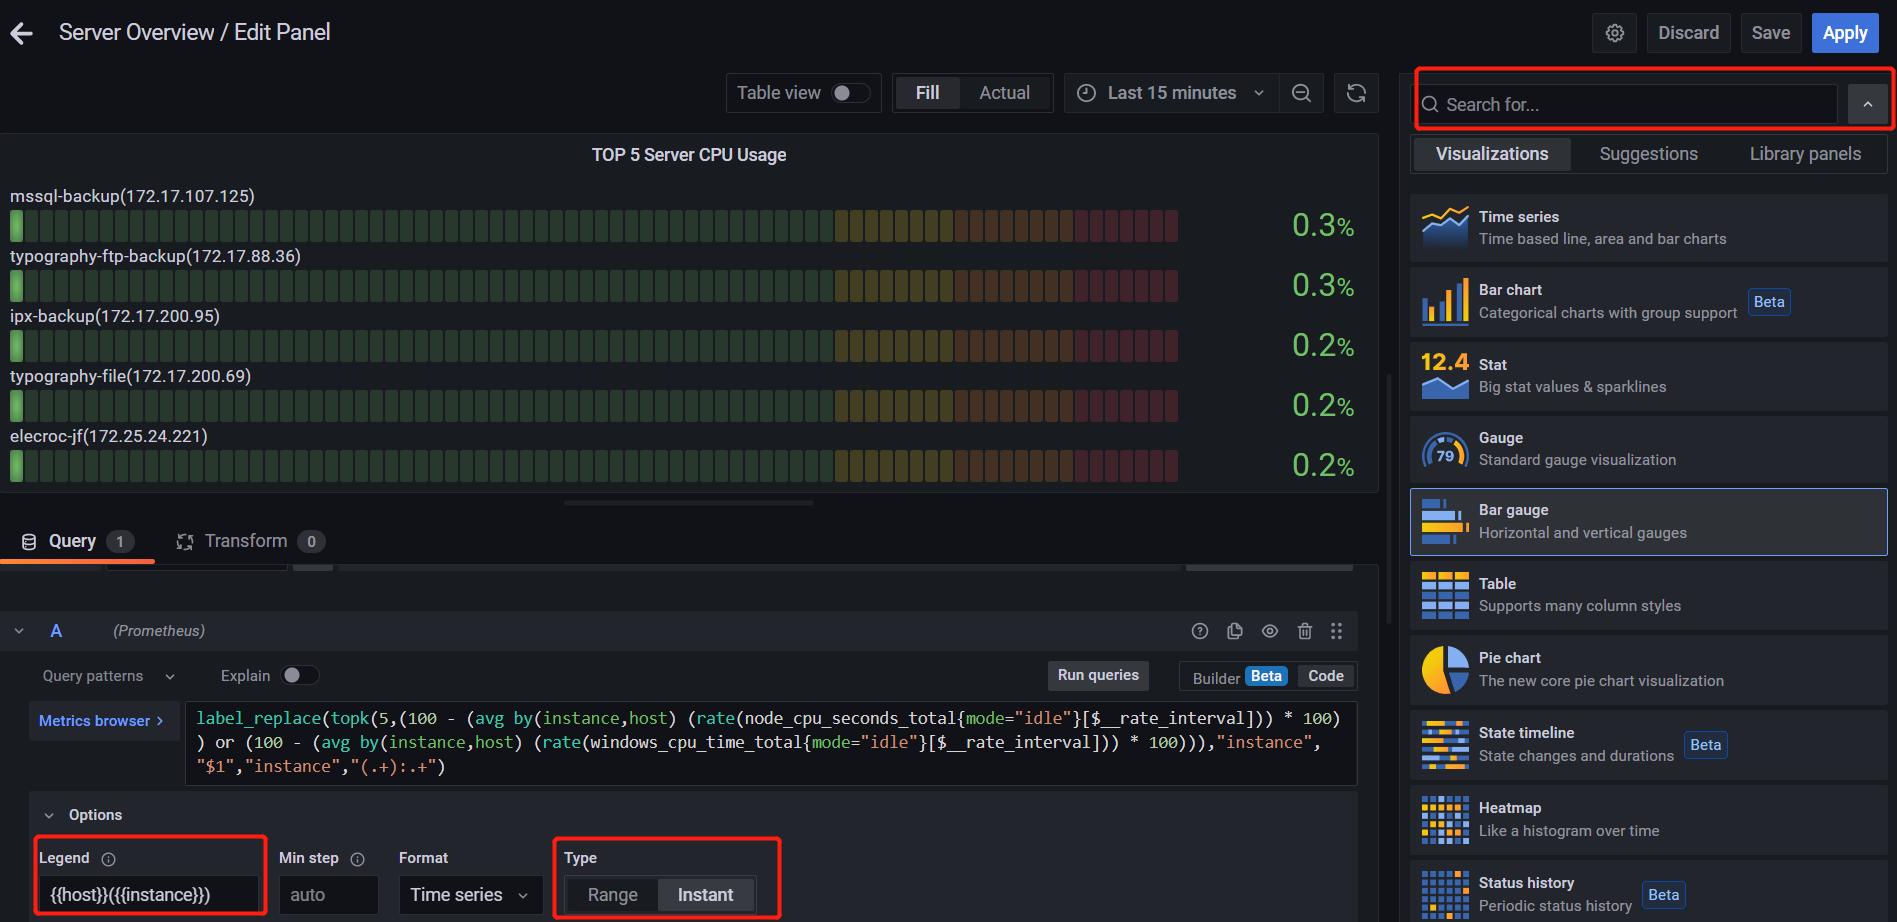 Server Overview / Edit Panel
Discard
Save
Apply
Table view
Fill
Actual
Last 15 minutes
Search for...
Visualizations
Suggestions
Library panels
TOP 5 Server CPU Usage
mssql-backup(172.17.107.125)
0.3%
typography-ftp-backup(172.17.88.36)
0.3%
ipx-backup(172.17.200.95)
0.2%
typography-file(172.17.200.69)
0.2%
elecroc-jf(172.25.24.221)
0.2%
Query 1
Transform 0
A
(Prometheus)
Query patterns
Explain
Run queries
Builder Beta
Code
Metrics browser >
label_replace(topk(5,(100 - (avg by(instance,host) (rate(node_cpu_seconds_total{mode="idle"}[$__rate_interval])) * 100)
) or (100 - (avg by(instance,host) (rate(windows_cpu_time_total{mode="idle"}[$__rate_interval])) * 100))),"instance",
"$1","instance","(.+):.+")
Options
Legend
Min step
Format
Type
{{host}}({{instance}})
auto
Time series
Range
Instant
Time series
Time based line, area and bar charts
Bar chart
Categorical charts with group support
Beta
12.4
Stat
Big stat values & sparklines
79
Gauge
Standard gauge visualization
Bar gauge
Horizontal and vertical gauges
Table
Supports many column styles
Pie chart
The new core pie chart visualization
State timeline
State changes and durations
Beta
Heatmap
Like a histogram over time
Status history
Periodic status history
Beta